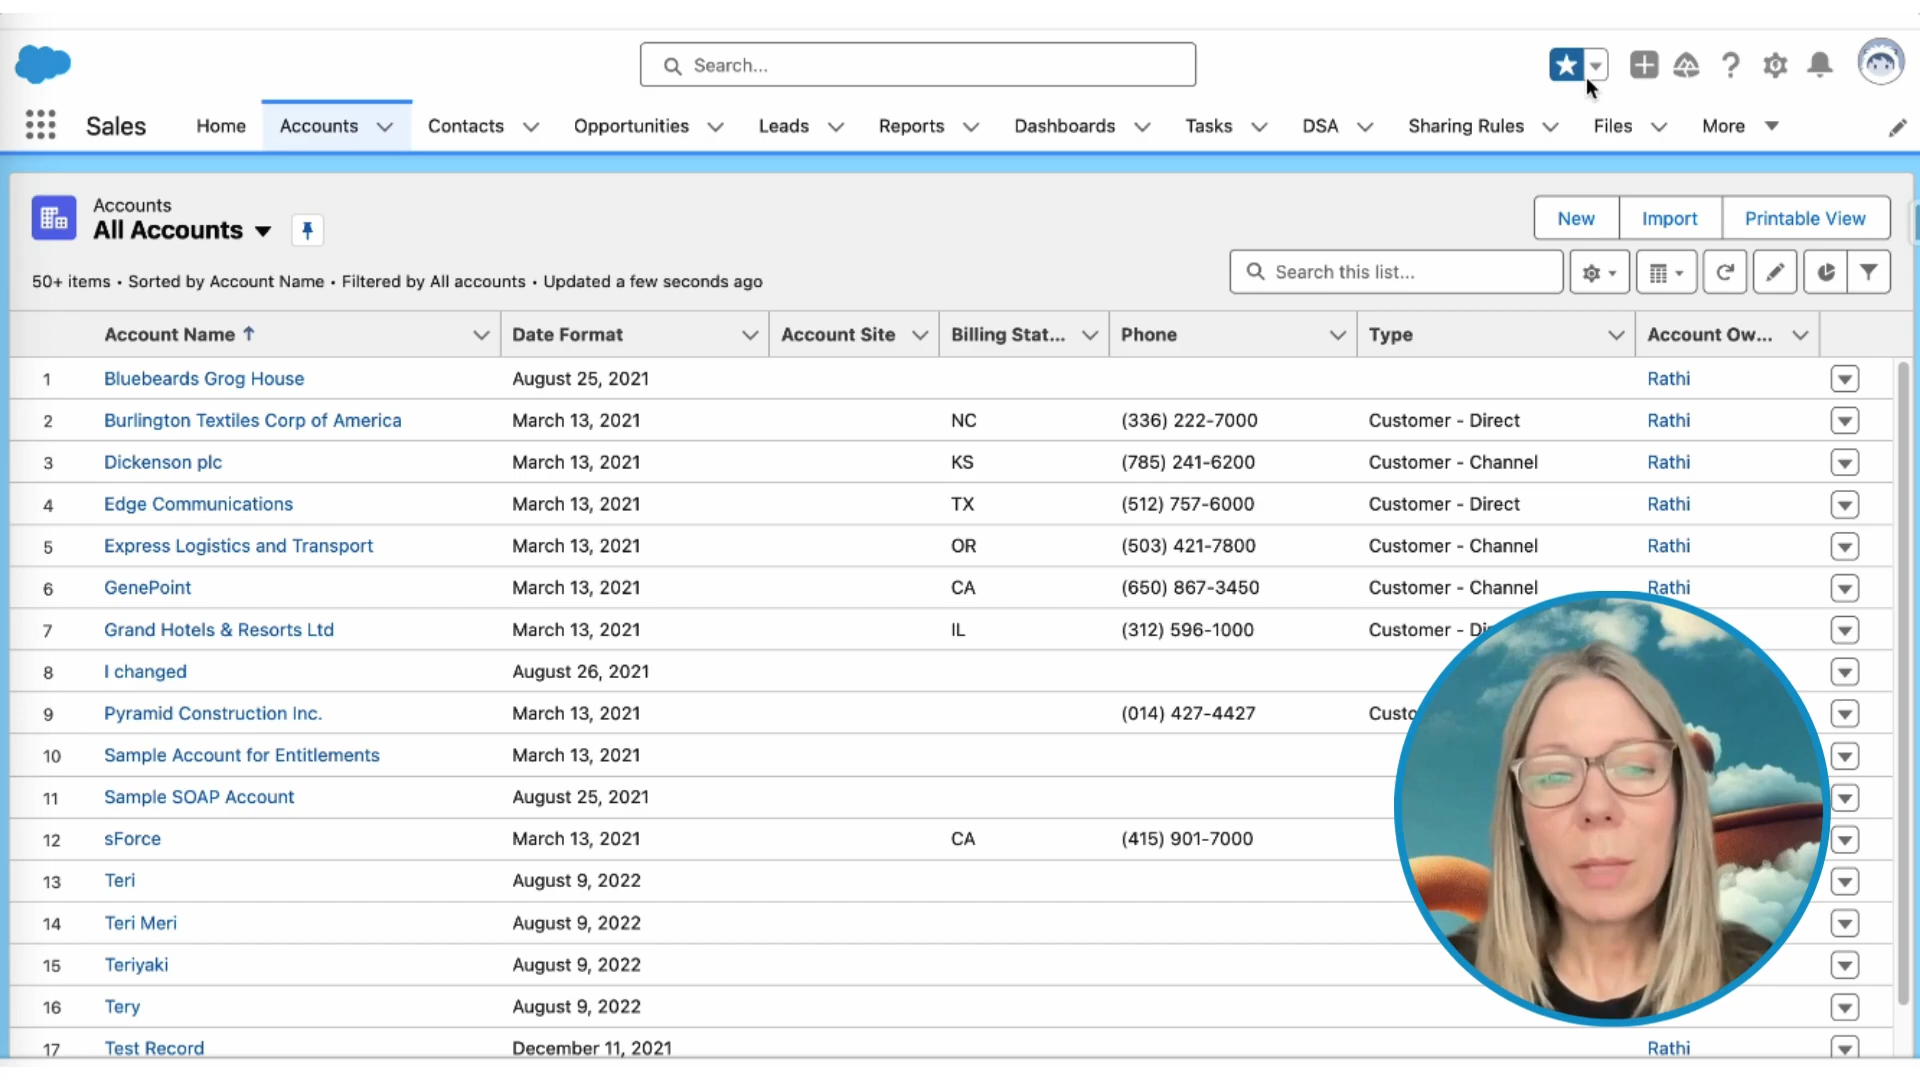 Search...
Sales Home Accounts Contacts Opportunities Leads Reports Dashboards Tasks DSA Sharing Rules Files More
Accounts
All Accounts
New Import Printable View
50+ items • Sorted by Account Name • Filtered by All accounts • Updated a few seconds ago
Search this list...
Account Name Date Format Account Site Billing Stat... Phone Type Account Ow...
1 Bluebeards Grog House August 25, 2021 Rathi
2 Burlington Textiles Corp of America March 13, 2021 NC (336) 222-7000 Customer - Direct Rathi
3 Dickenson plc March 13, 2021 KS (785) 241-6200 Customer - Channel Rathi
4 Edge Communications March 13, 2021 TX (512) 757-6000 Customer - Direct Rathi
5 Express Logistics and Transport March 13, 2021 OR (503) 421-7800 Customer - Channel Rathi
6 GenePoint March 13, 2021 CA (650) 867-3450 Customer - Channel Rathi
7 Grand Hotels & Resorts Ltd March 13, 2021 IL (312) 596-1000 Customer -
8 I changed August 26, 2021
9 Pyramid Construction Inc. March 13, 2021 (014) 427-4427
10 Sample Account for Entitlements March 13, 2021
11 Sample SOAP Account August 25, 2021
12 sForce March 13, 2021 CA (415) 901-7000
13 Teri August 9, 2022
14 Teri Meri August 9, 2022
15 Teriyaki August 9, 2022
16 Tery August 9, 2022
17 Test Record December 11, 2021 Rathi